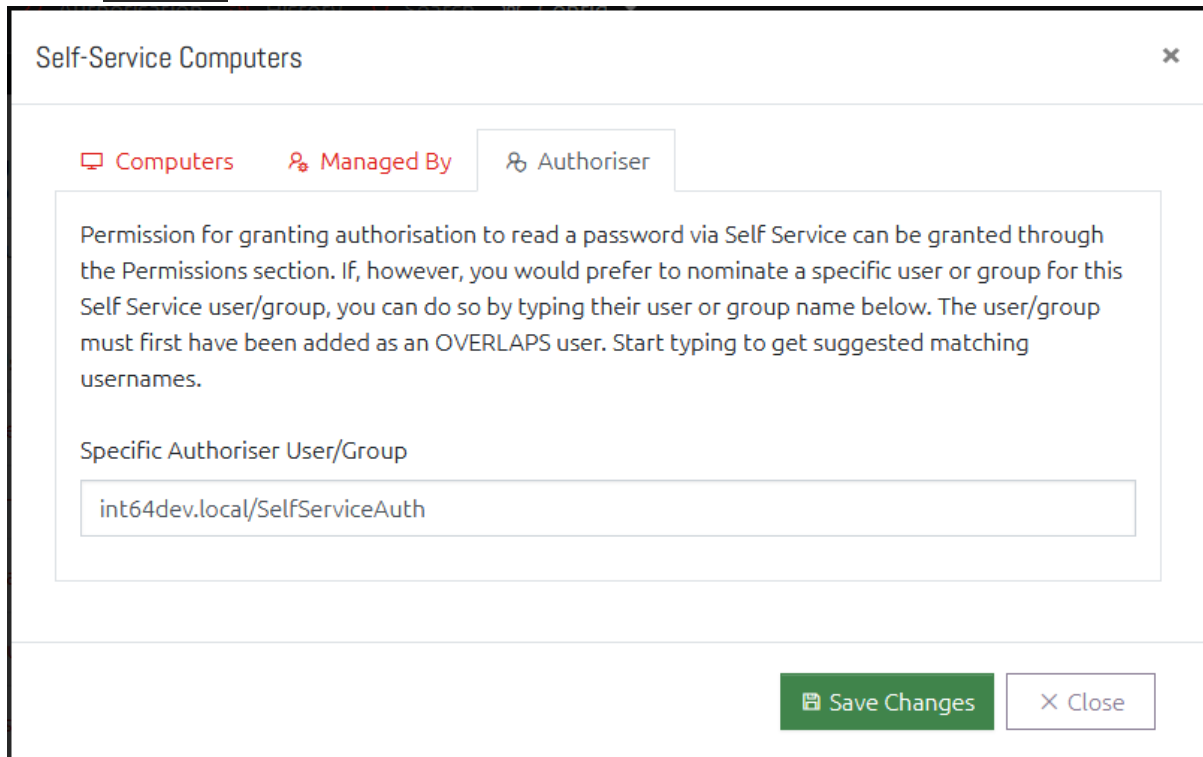 Self-Service Computers
Computers
Managed By
Authoriser
Permission for granting authorisation to read a password via Self Service can be granted through
the Permissions section. If, however, you would prefer to nominate a specific user or group for this
Self Service user/group, you can do so by typing their user or group name below. The user/group
must first have been added as an OVERLAPS user. Start typing to get suggested matching
usernames.
Specific Authoriser User/Group
int64dev.local/SelfServiceAuth
Save Changes
Close